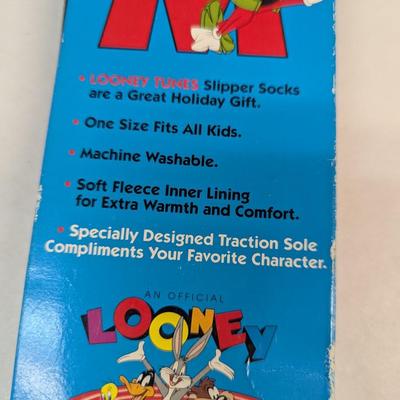 • LOONEY TUNES Slipper Socks
are a Great Holiday Gift.
• One Size Fits All Kids.
• Machine Washable.
• Soft Fleece Inner Lining
for Extra Warmth and Comfort.
• Specially Designed Traction Sole
Compliments Your Favorite Character.
AN OFFICIAL
LOONEY